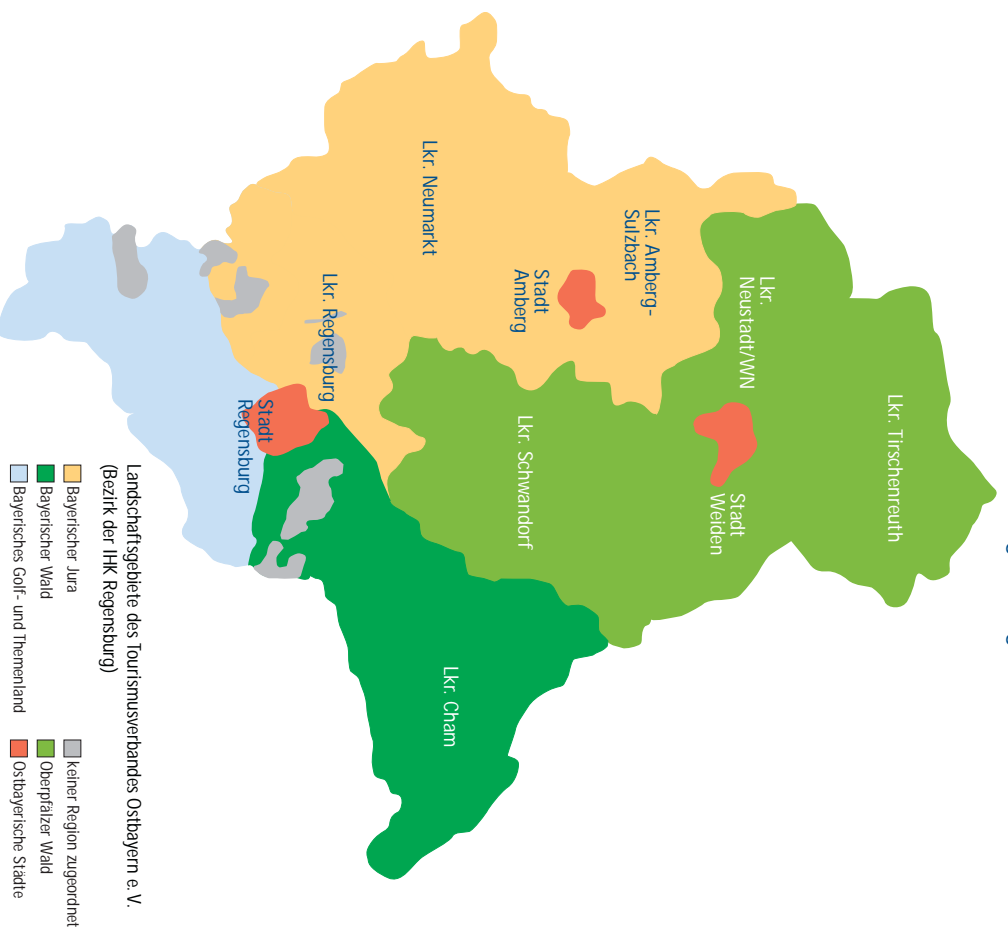 Lkr. Tirschenreuth
Lkr.
Neustadt/WN
Stadt
Weiden
Lkr. Amberg-
Sulzbach
Stadt
Amberg
Lkr. Schwandorf
Lkr. Neumarkt
Lkr. Cham
Lkr. Regensburg
Stadt
Regensburg
Landschaftsgebiete des Tourismusverbandes Ostbayern e. V.
(Bezirk der IHK Regensburg)
Bayerischer Jura
Bayerischer Wald
Bayerisches Golf- und Themenland
keiner Region zugeordnet
Oberpfälzer Wald
Ostbayerische Städte